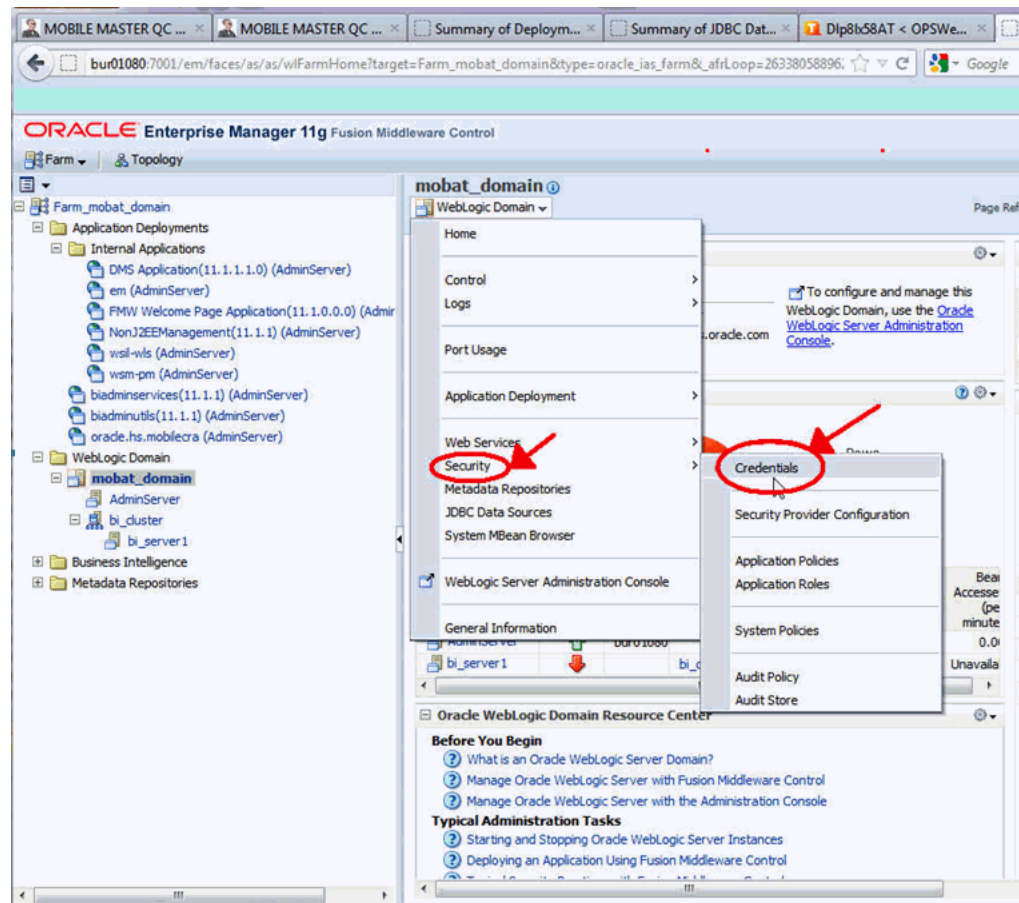 MOBILE MASTER QC ...
MOBILE MASTER QC ...
Summary of Deploym...
Summary of JDBC Dat...
DIp8Ix58AT < OPSWe...
bur01080:7001/em/faces/as/as/wlFarmHome?target=Farm_mobat_domain&type=oracle_ias_farm&_afrLoop=26338058896;
Google
ORACLE Enterprise Manager 11g Fusion Middleware Control
Farm
Topology
Farm_mobat_domain
Application Deployments
Internal Applications
DMS Application(11.1.1.1.0) (AdminServer)
em (AdminServer)
FMW Welcome Page Application(11.1.0.0.0) (Admir
NonJ2EEManagement(11.1.1) (AdminServer)
wsil-wls (AdminServer)
wsm-pm (AdminServer)
biadminservices(11.1.1) (AdminServer)
biadminutils(11.1.1) (AdminServer)
oracle.hs.mobilecra (AdminServer)
WebLogic Domain
mobat_domain
AdminServer
bi_cluster
bi_server1
Business Intelligence
Metadata Repositories
mobat_domain
WebLogic Domain
Page Ref
Home
Control
Logs
Port Usage
Application Deployment
Web Services
Security
Metadata Repositories
JDBC Data Sources
System MBean Browser
WebLogic Server Administration Console
General Information
To configure and manage this
WebLogic Domain, use the Oracle
WebLogic Server Administration
Console.
s.oracle.com
Down
Credentials
Security Provider Configuration
Application Policies
Application Roles
System Policies
Audit Policy
Audit Store
Bea
Accesse
(pe
minute
AdminServer
bur01080
0.0
bi_server1
bi_c
Unavaila
Oracle WebLogic Domain Resource Center
Before You Begin
What is an Oracle WebLogic Server Domain?
Manage Oracle WebLogic Server with Fusion Middleware Control
Manage Oracle WebLogic Server with the Administration Console
Typical Administration Tasks
Starting and Stopping Oracle WebLogic Server Instances
Deploying an Application Using Fusion Middleware Control